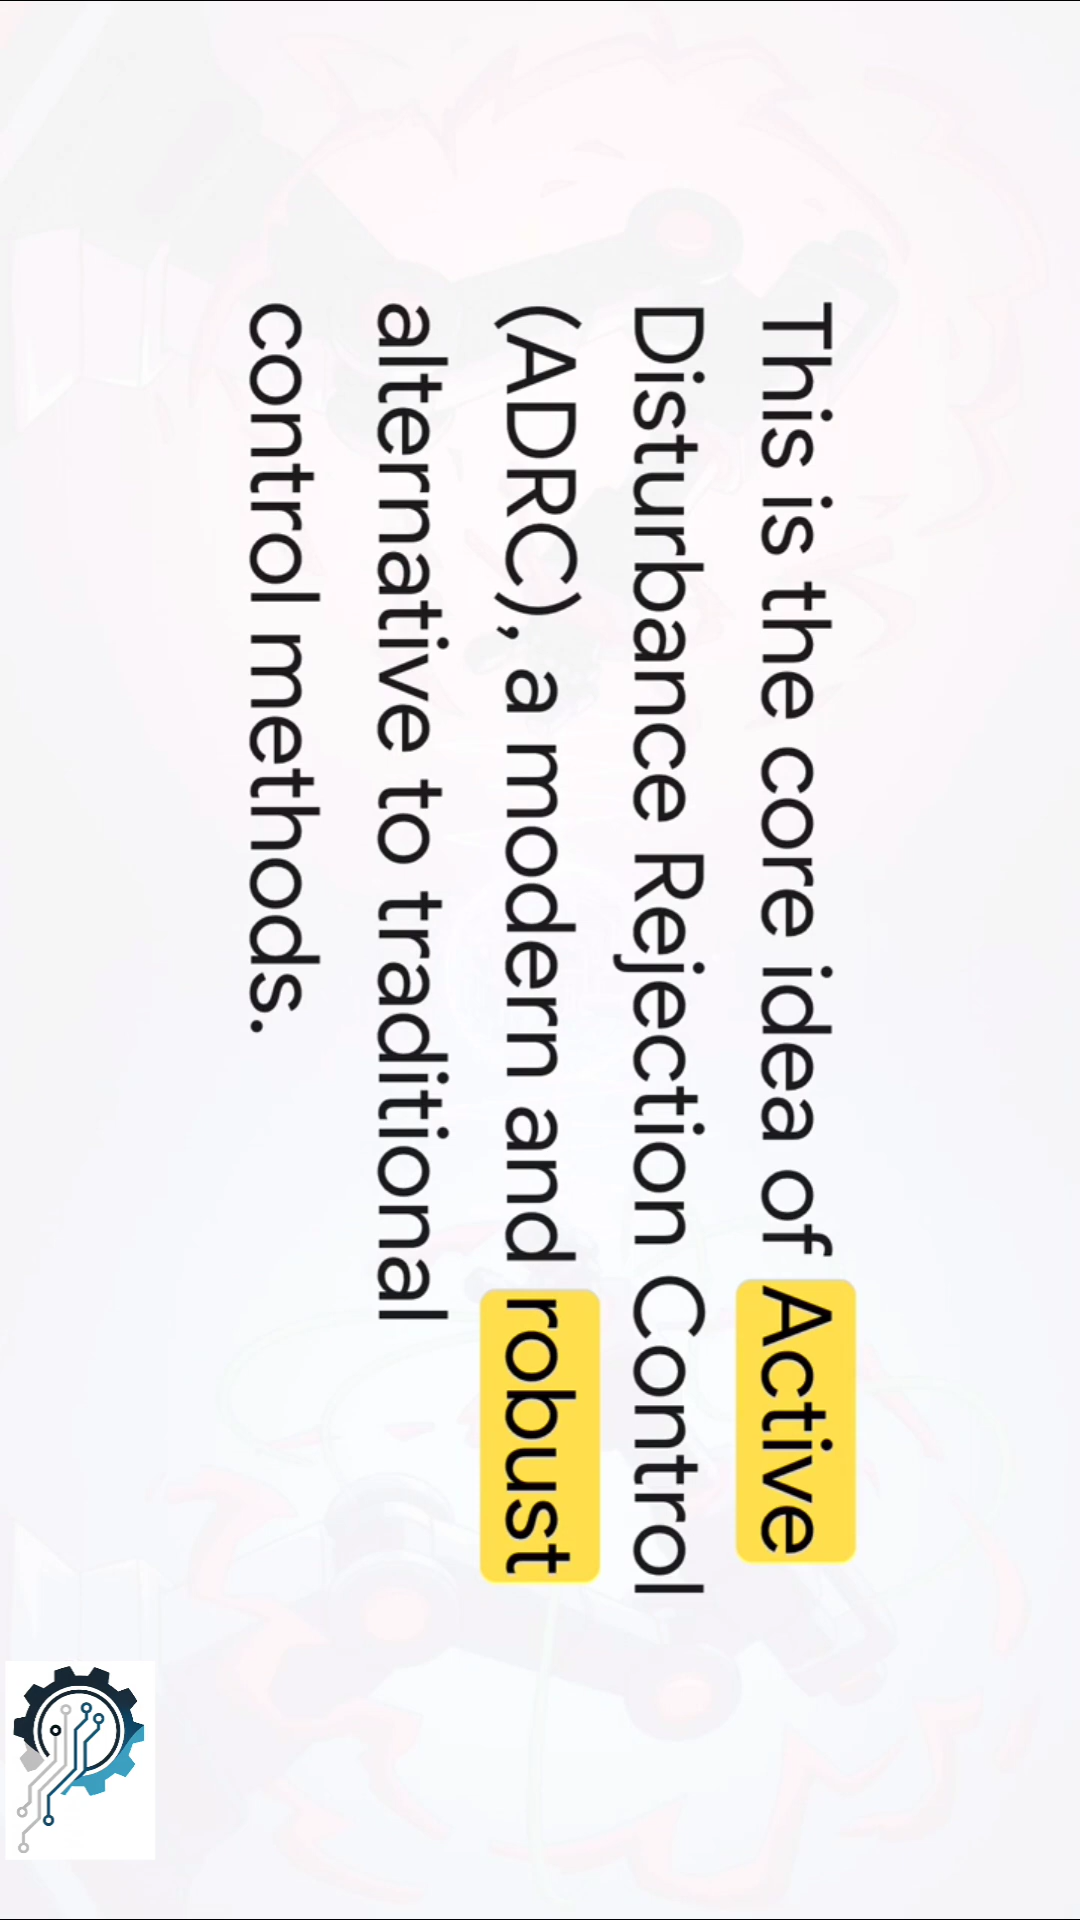 This is the core idea of Active
Disturbance Rejection Control
(ADRC), a modern and robust
alternative to traditional
control methods.